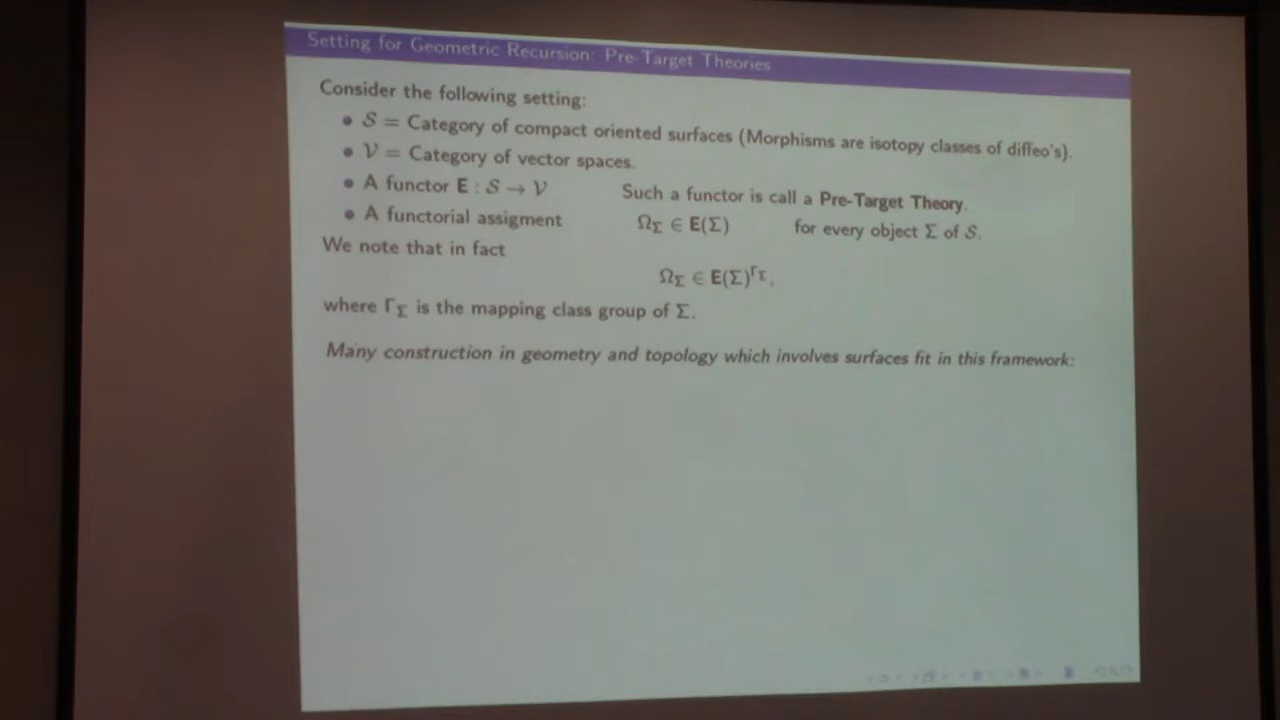 Setting for Geometric Recursion: Pre-Target Theories
Consider the following setting:
• 𝒮 = Category of compact oriented surfaces (Morphisms are isotopy classes of diffeo's).
• 𝒱 = Category of vector spaces.
• A functor E : 𝒮 → 𝒱 Such a functor is call a Pre-Target Theory.
• A functorial assigment Ω_Σ ∈ E(Σ) for every object Σ of 𝒮.
We note that in fact
Ω_Σ ∈ E(Σ)^{Γ_Σ},
where Γ_Σ is the mapping class group of Σ.
Many construction in geometry and topology which involves surfaces fit in this framework: